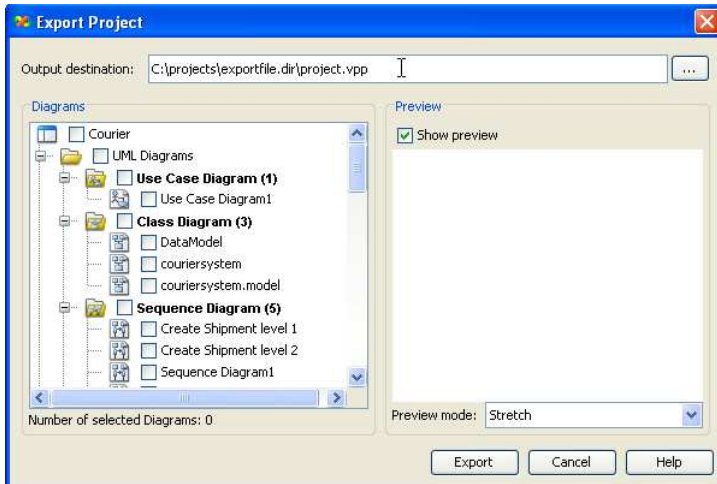 Export Project
Output destination: C:\projects\exportfile.dir\project.vpp ...
Diagrams
Courier
UML Diagrams
Use Case Diagram (1)
Use Case Diagram1
Class Diagram (3)
DataModel
couriersystem
couriersystem.model
Sequence Diagram (5)
Create Shipment level 1
Create Shipment level 2
Sequence Diagram1
Number of selected Diagrams: 0
Preview
Show preview
Preview mode: Stretch
Export Cancel Help